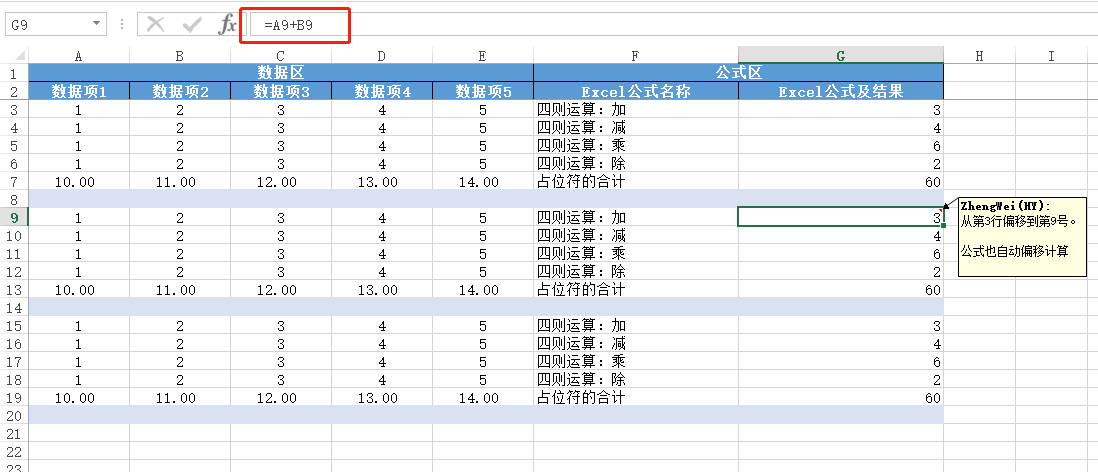 G9 fx =A9+B9
A B C D E F G H I
1 数据区 公式区
2 数据项1 数据项2 数据项3 数据项4 数据项5 Excel公式名称 Excel公式及结果
3 1 2 3 4 5 四则运算：加 3
4 1 2 3 4 5 四则运算：减 4
5 1 2 3 4 5 四则运算：乘 6
6 1 2 3 4 5 四则运算：除 2
7 10.00 11.00 12.00 13.00 14.00 占位符的合计 60
8
9 1 2 3 4 5 四则运算：加 3
10 1 2 3 4 5 四则运算：减 4
11 1 2 3 4 5 四则运算：乘 6
12 1 2 3 4 5 四则运算：除 2
13 10.00 11.00 12.00 13.00 14.00 占位符的合计 60
ZhengWei(HY):
从第3行偏移到第9号。
公式也自动偏移计算
14
15 1 2 3 4 5 四则运算：加 3
16 1 2 3 4 5 四则运算：减 4
17 1 2 3 4 5 四则运算：乘 6
18 1 2 3 4 5 四则运算：除 2
19 10.00 11.00 12.00 13.00 14.00 占位符的合计 60
20
21
22
23